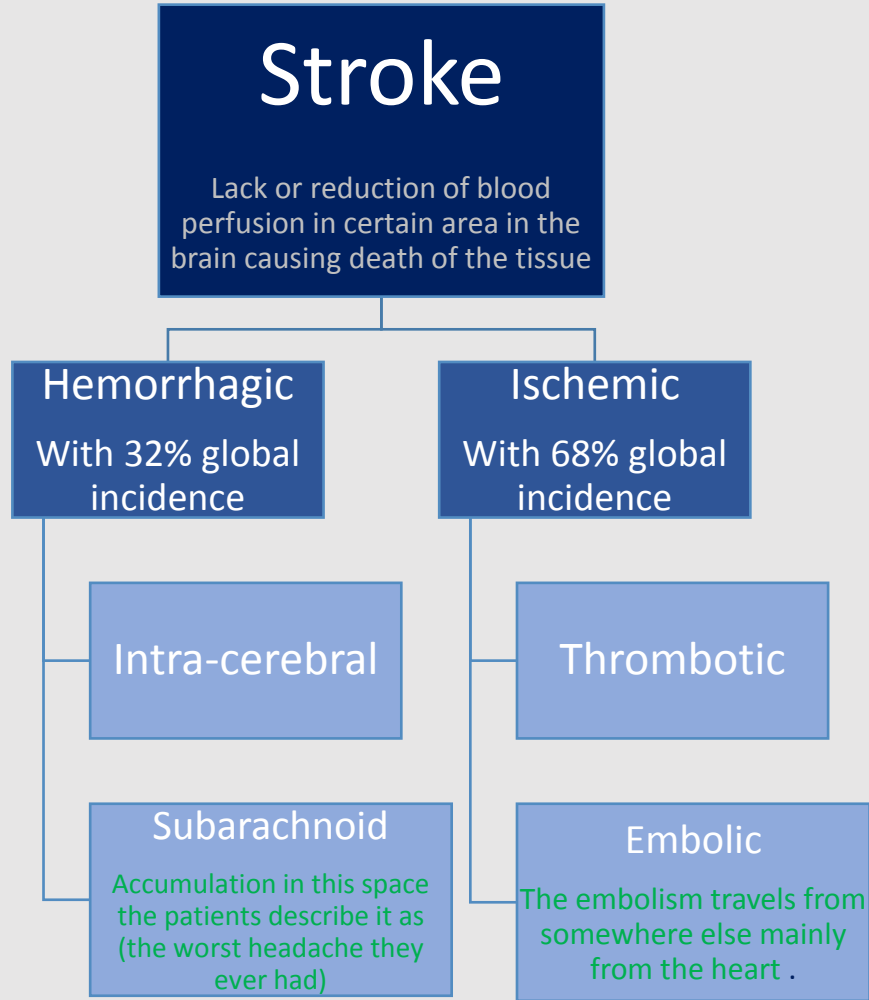 Stroke
Lack or reduction of blood
perfusion in certain area in the
brain causing death of the tissue
Hemorrhagic
With 32% global
incidence
Ischemic
With 68% global
incidence
Intra-cerebral
Thrombotic
Subarachnoid
Accumulation in this space
the patients describe it as
(the worst headache they
ever had)
Embolic
The embolism travels from
somewhere else mainly
from the heart .